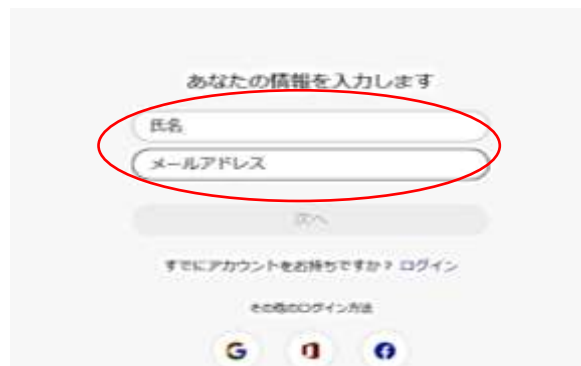 あなたの情報を入力します
氏名
メールアドレス
次へ
すでにアカウントをお持ちですか？ ログイン
その他のログイン方法